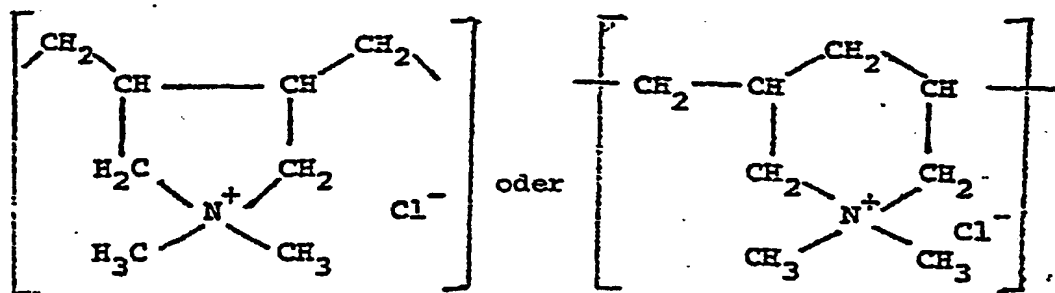 CH2 CH2 CH2
CH CH CH2 CH CH
H2C CH2 oder CH2 CH2
N+ Cl- N+ Cl-
H3C CH3 CH3 CH3